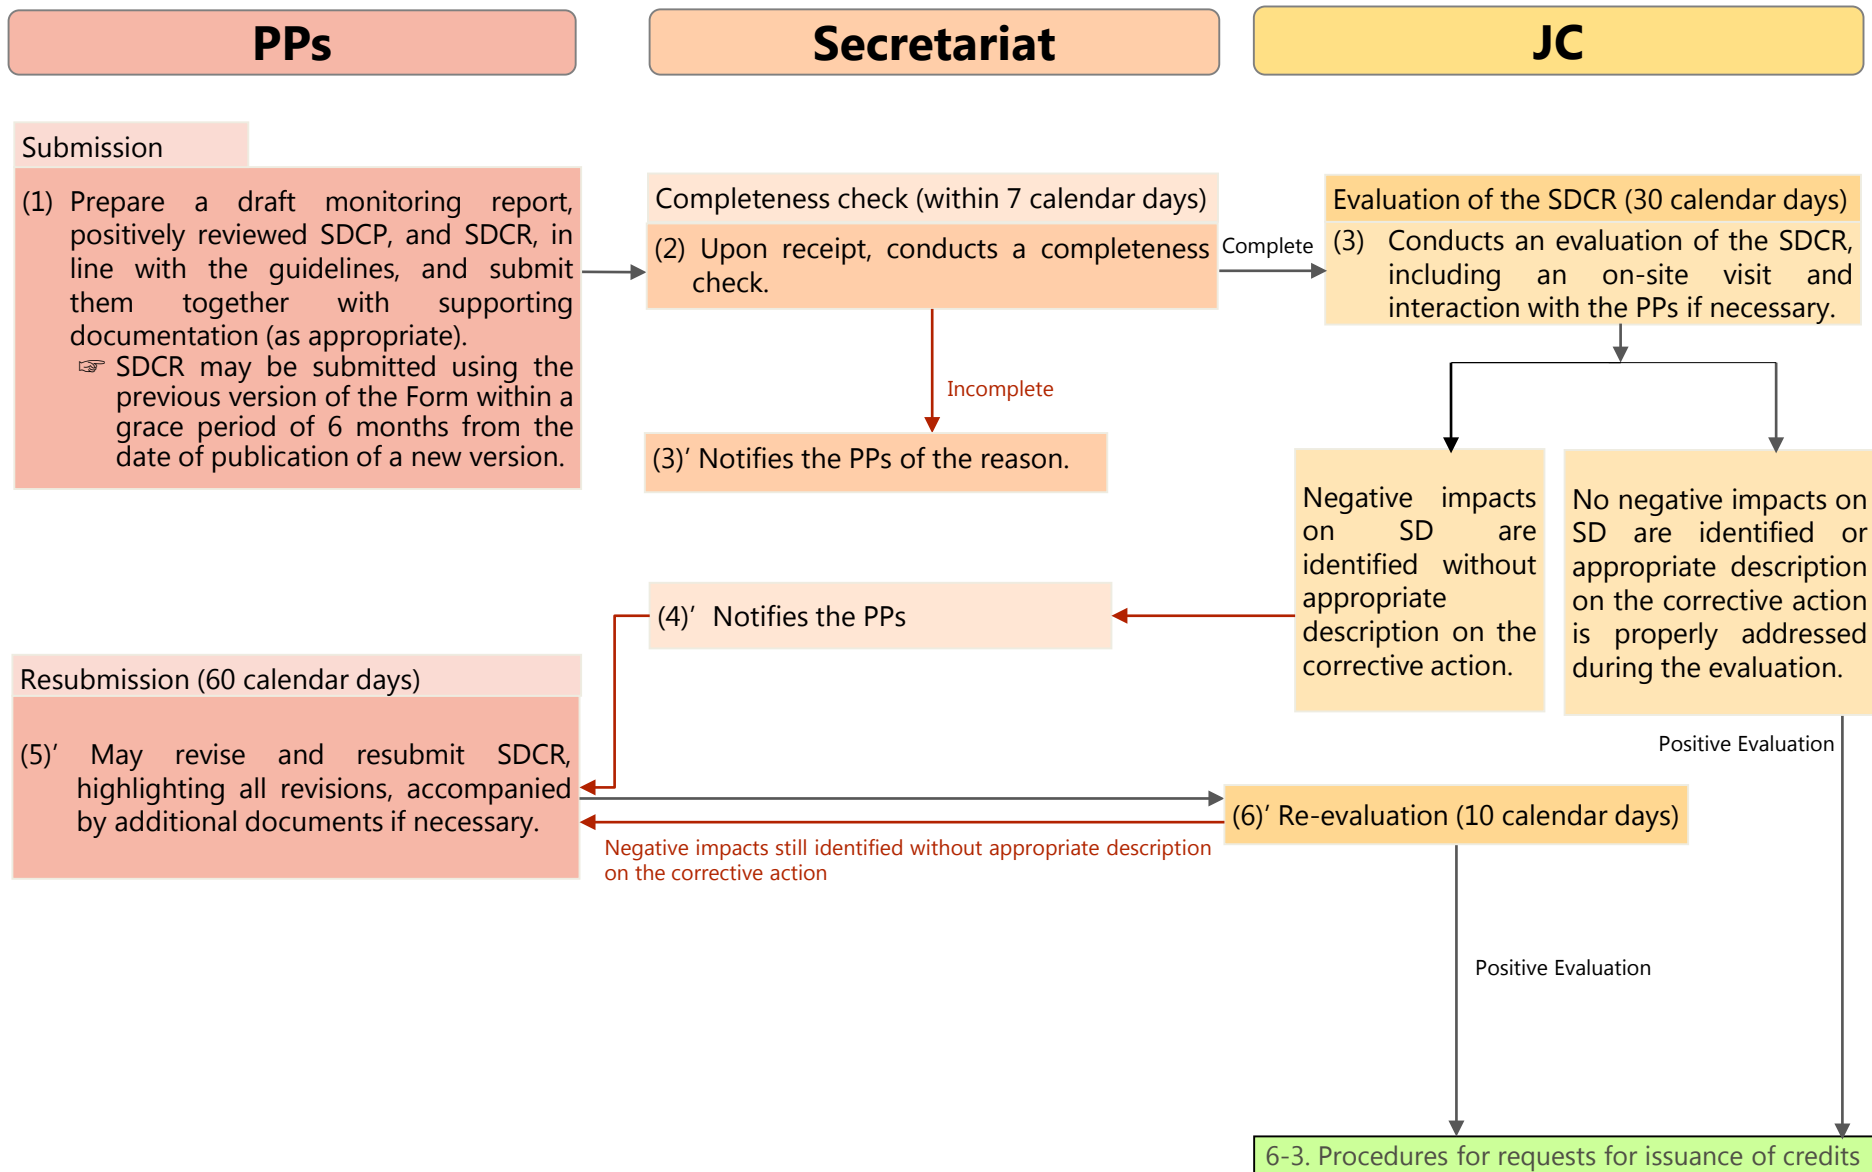 PPs
Secretariat
JC
Submission
(1) Prepare a draft monitoring report,
positively reviewed SDCP, and SDCR, in
line with the guidelines, and submit
them together with supporting
documentation (as appropriate).
☞ SDCR may be submitted using the
previous version of the Form within a
grace period of 6 months from the
date of publication of a new version.
Completeness check (within 7 calendar days)
(2) Upon receipt, conducts a completeness
check.
Complete
Evaluation of the SDCR (30 calendar days)
(3) Conducts an evaluation of the SDCR,
including an on-site visit and
interaction with the PPs if necessary.
Incomplete
(3)’ Notifies the PPs of the reason.
Negative impacts
on SD are
identified without
appropriate
description on the
corrective action.
No negative impacts on
SD are identified or
appropriate description
on the corrective action
is properly addressed
during the evaluation.
(4)’ Notifies the PPs
Resubmission (60 calendar days)
(5)’ May revise and resubmit SDCR,
highlighting all revisions, accompanied
by additional documents if necessary.
Positive Evaluation
(6)’ Re-evaluation (10 calendar days)
Negative impacts still identified without appropriate description
on the corrective action
Positive Evaluation
6-3. Procedures for requests for issuance of credits